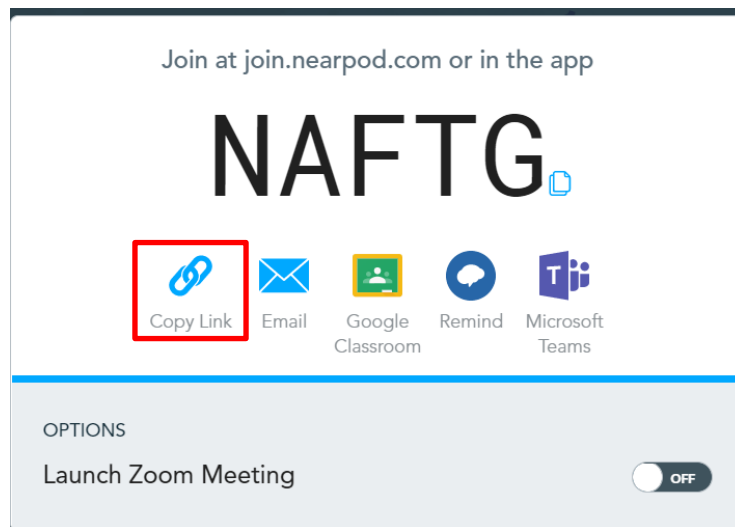 Join at join.nearpod.com or in the app
NAFTG
Copy Link Email Google Classroom Remind Microsoft Teams
OPTIONS
Launch Zoom Meeting OFF